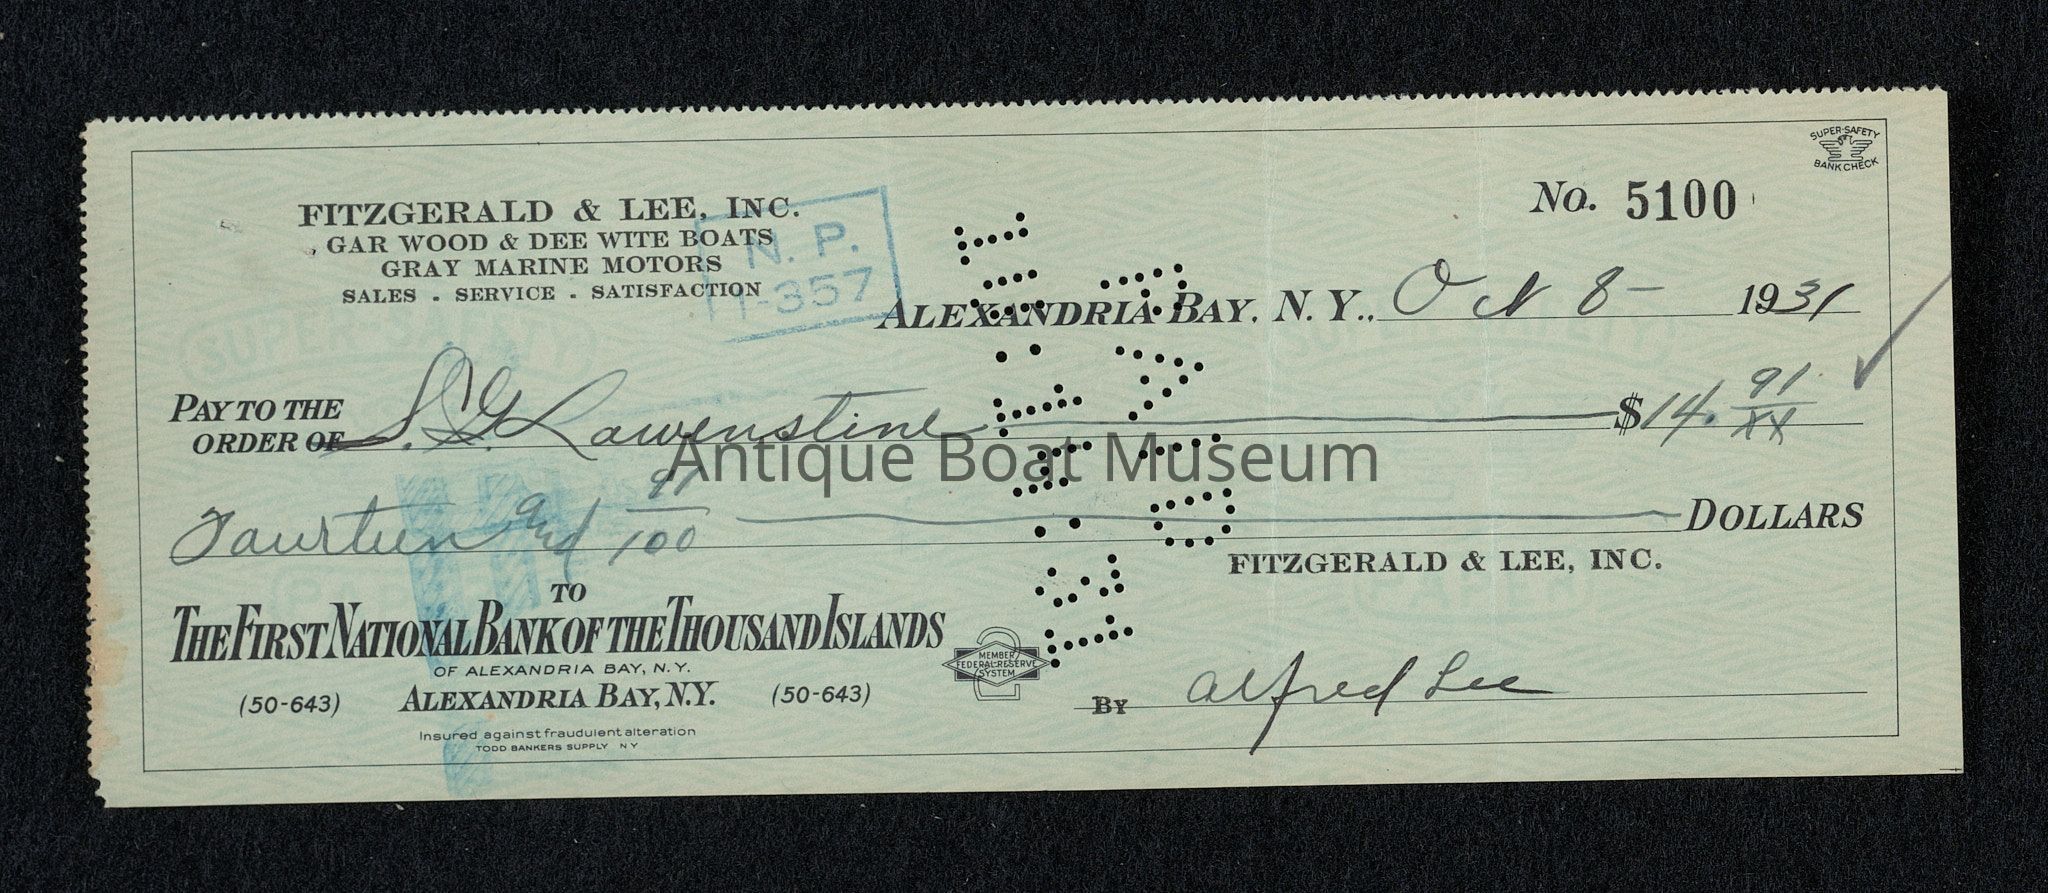 SUPER-SAFETY
BANK CHECK
No. 5100
FITZGERALD & LEE, INC.
GAR WOOD & DEE WITE BOATS
GRAY MARINE MOTORS
SALES . SERVICE . SATISFACTION
N. P.
1-357
ALEXANDRIA BAY, N. Y., Oct 8- 1931
PAY TO THE
ORDER OF S. G. Lawenstine $14. 91/XX
Antique Boat Museum
Fourteen and 91/100 DOLLARS
FITZGERALD & LEE, INC.
TO
THE FIRST NATIONAL BANK OF THE THOUSAND ISLANDS
OF ALEXANDRIA BAY, N.Y.
(50-643) ALEXANDRIA BAY, N.Y. (50-643)
MEMBER
FEDERAL RESERVE
SYSTEM
2
By Alfred Lee
Insured against fraudulent alteration
TODD BANKERS SUPPLY NY